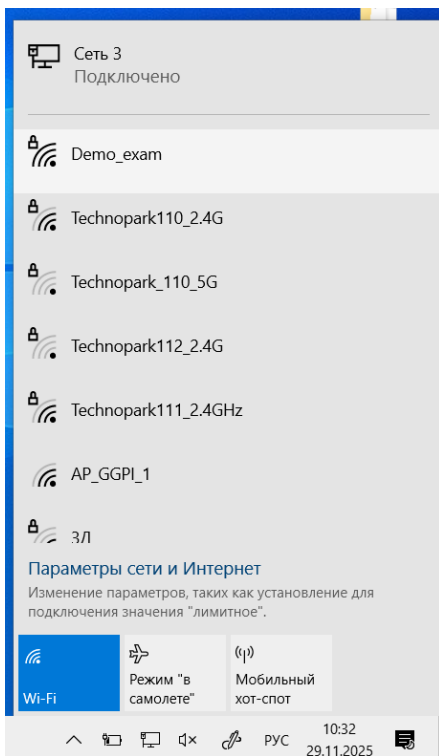 Сеть 3
Подключено
Demo_exam
Technopark110_2.4G
Technopark_110_5G
Technopark112_2.4G
Technopark111_2.4GHz
AP_GGPI_1
3Л
Параметры сети и Интернет
Изменение параметров, таких как установление для
подключения значения "лимитное".
Wi-Fi
Режим "в
самолете"
Мобильный
хот-спот
РУС
10:32
29.11.2025